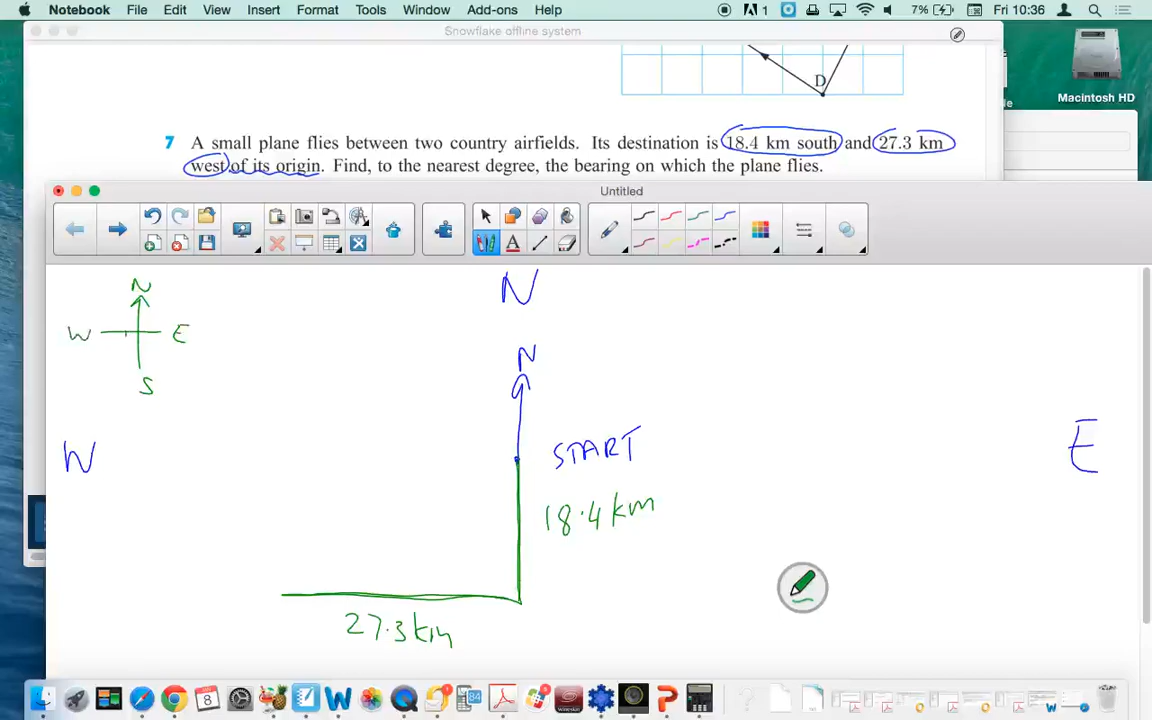 Notebook File Edit View Insert Format Tools Window Add-ons Help 1 7% Fri 10:36
Snowflake offline system
Macintosh HD
D
7 A small plane flies between two country airfields. Its destination is 18.4 km south and 27.3 km
west of its origin. Find, to the nearest degree, the bearing on which the plane flies.
Untitled
A
N
W E
S
N
N
W
START
E
18.4 km
27.3 km